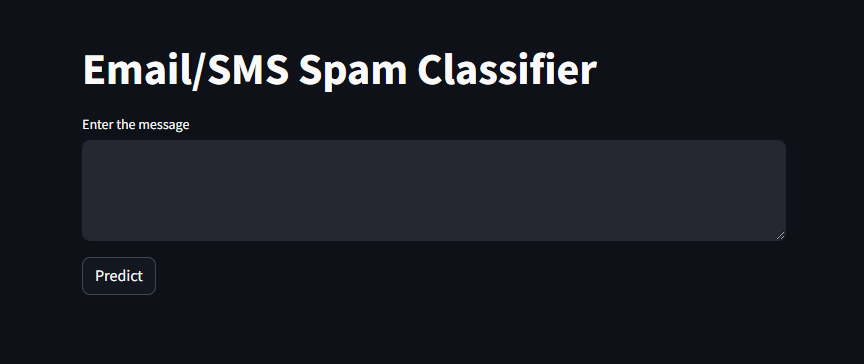 Email/SMS Spam Classifier
Enter the message
Predict